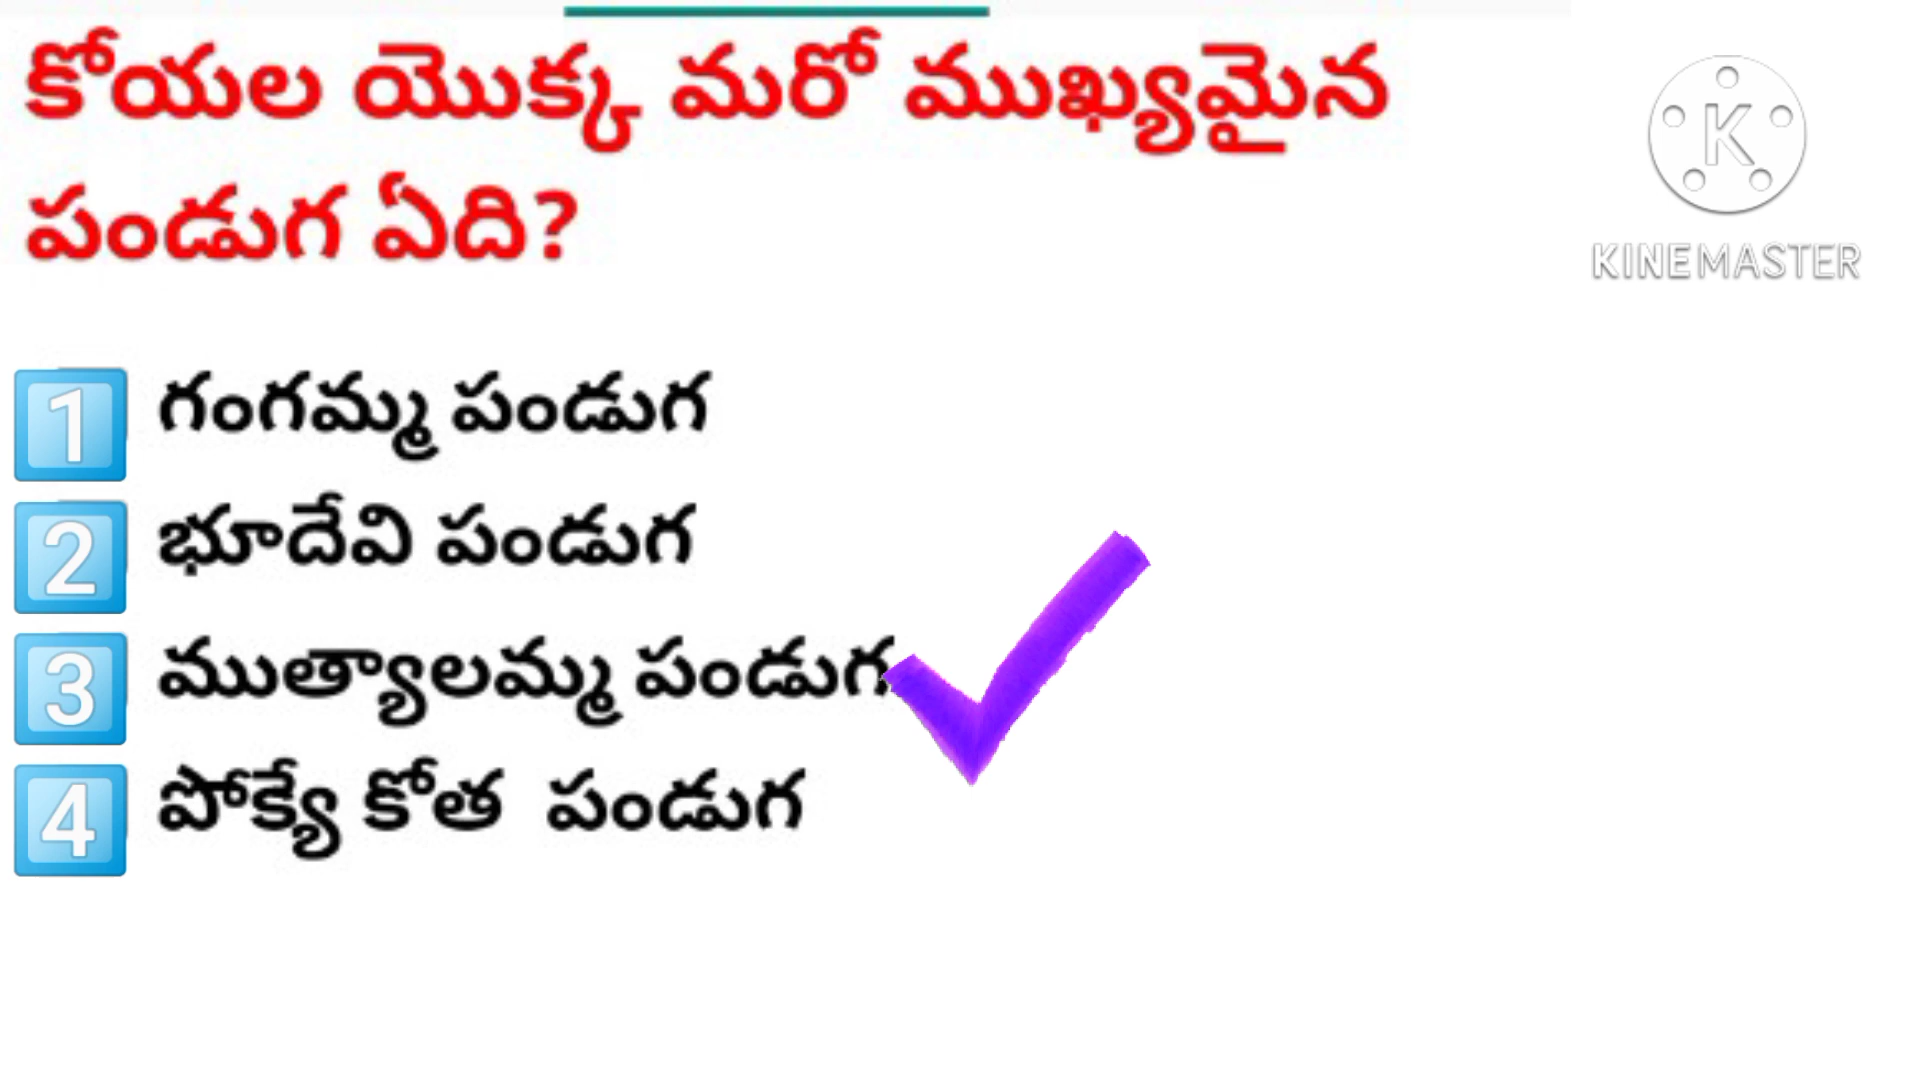 కోయల యొక్క మరో ముఖ్యమైన
పండుగ ఏది?
KINEMASTER
1 గంగమ్మ పండుగ
2 భూదేవి పండుగ
3 ముత్యాలమ్మ పండుగ
4 పోక్యే కోత పండుగ